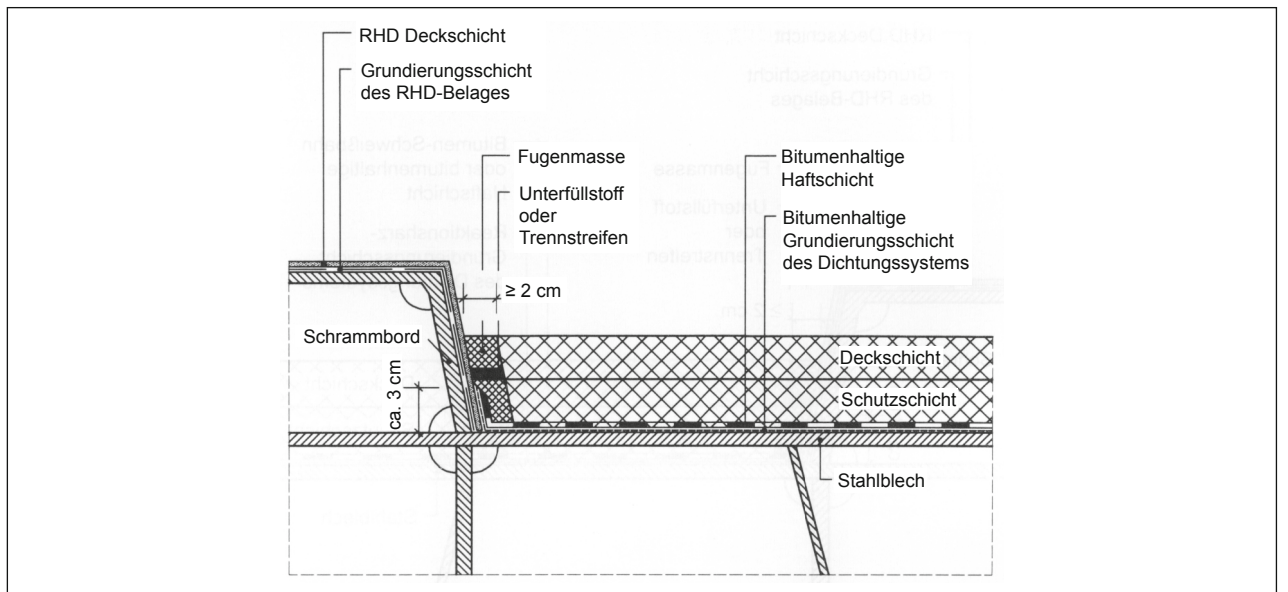 RHD Deckschicht
Grundierungsschicht
des RHD-Belages
Fugenmasse
Unterfüllstoff
oder
Trennstreifen
Bitumenhaltige
Haftschicht
Bitumenhaltige
Grundierungsschicht
des Dichtungssystems
≥ 2 cm
Schrammbord
ca. 3 cm
Deckschicht
Schutzschicht
Stahlblech